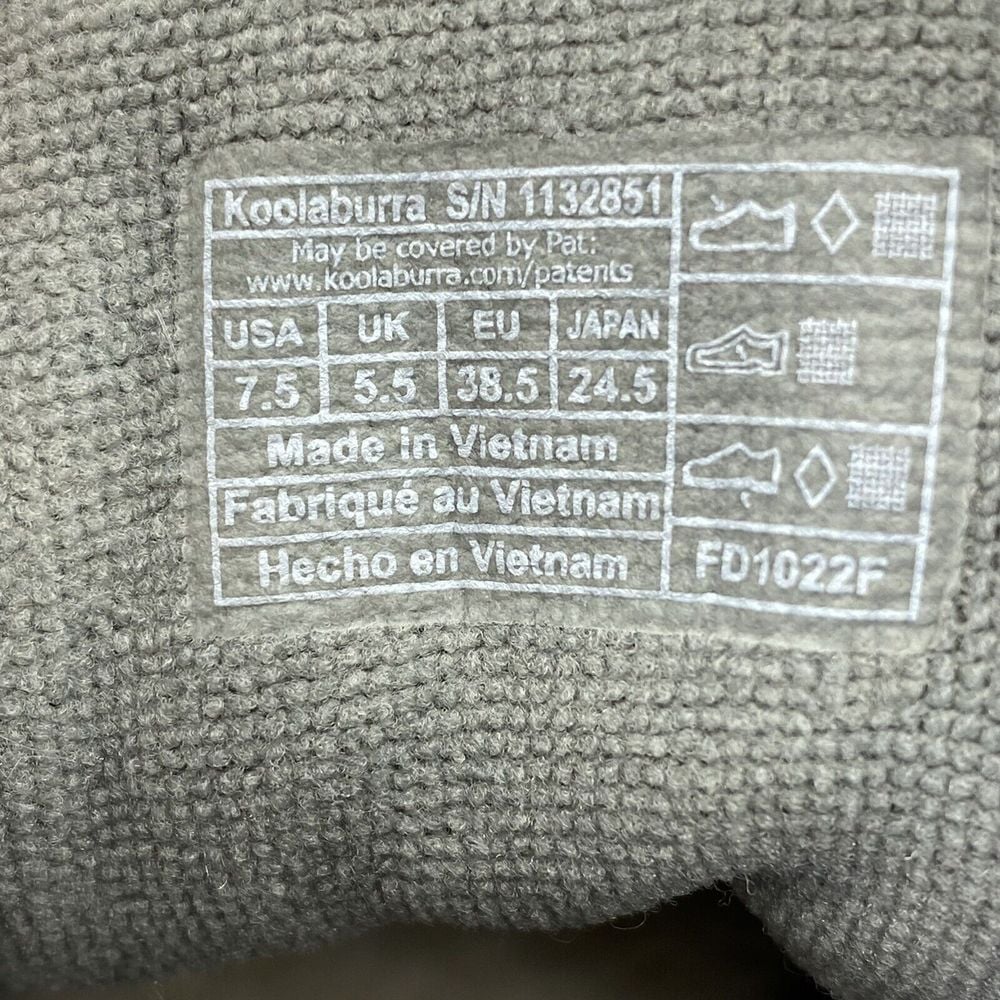 Koolaburra S/N 1132851
May be covered by Pat:
www.koolaburra.com/patents
USA UK EU JAPAN
7.5 5.5 38.5 24.5
Made in Vietnam
Fabriqué au Vietnam
Hecho en Vietnam
FD1022F